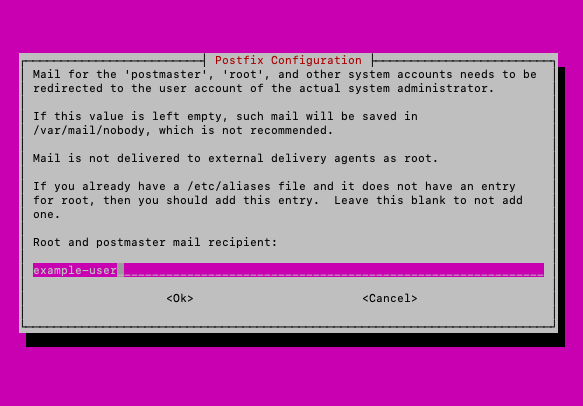 Postfix Configuration
Mail for the 'postmaster', 'root', and other system accounts needs to be
redirected to the user account of the actual system administrator.
If this value is left empty, such mail will be saved in
/var/mail/nobody, which is not recommended.
Mail is not delivered to external delivery agents as root.
If you already have a /etc/aliases file and it does not have an entry
for root, then you should add this entry.  Leave this blank to not add
one.
Root and postmaster mail recipient:
example-user
<Ok> <Cancel>